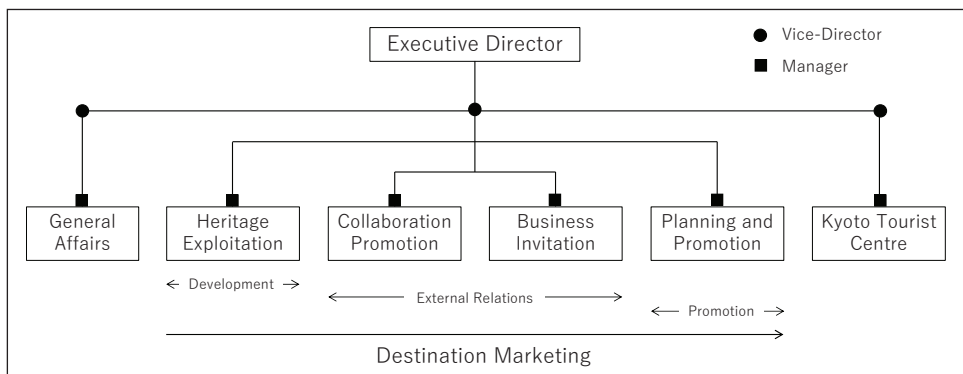 Executive Director
Vice-Director
Manager
General
Affairs
Heritage
Exploitation
Collaboration
Promotion
Business
Invitation
Planning and
Promotion
Kyoto Tourist
Centre
Development
External Relations
Promotion
Destination Marketing